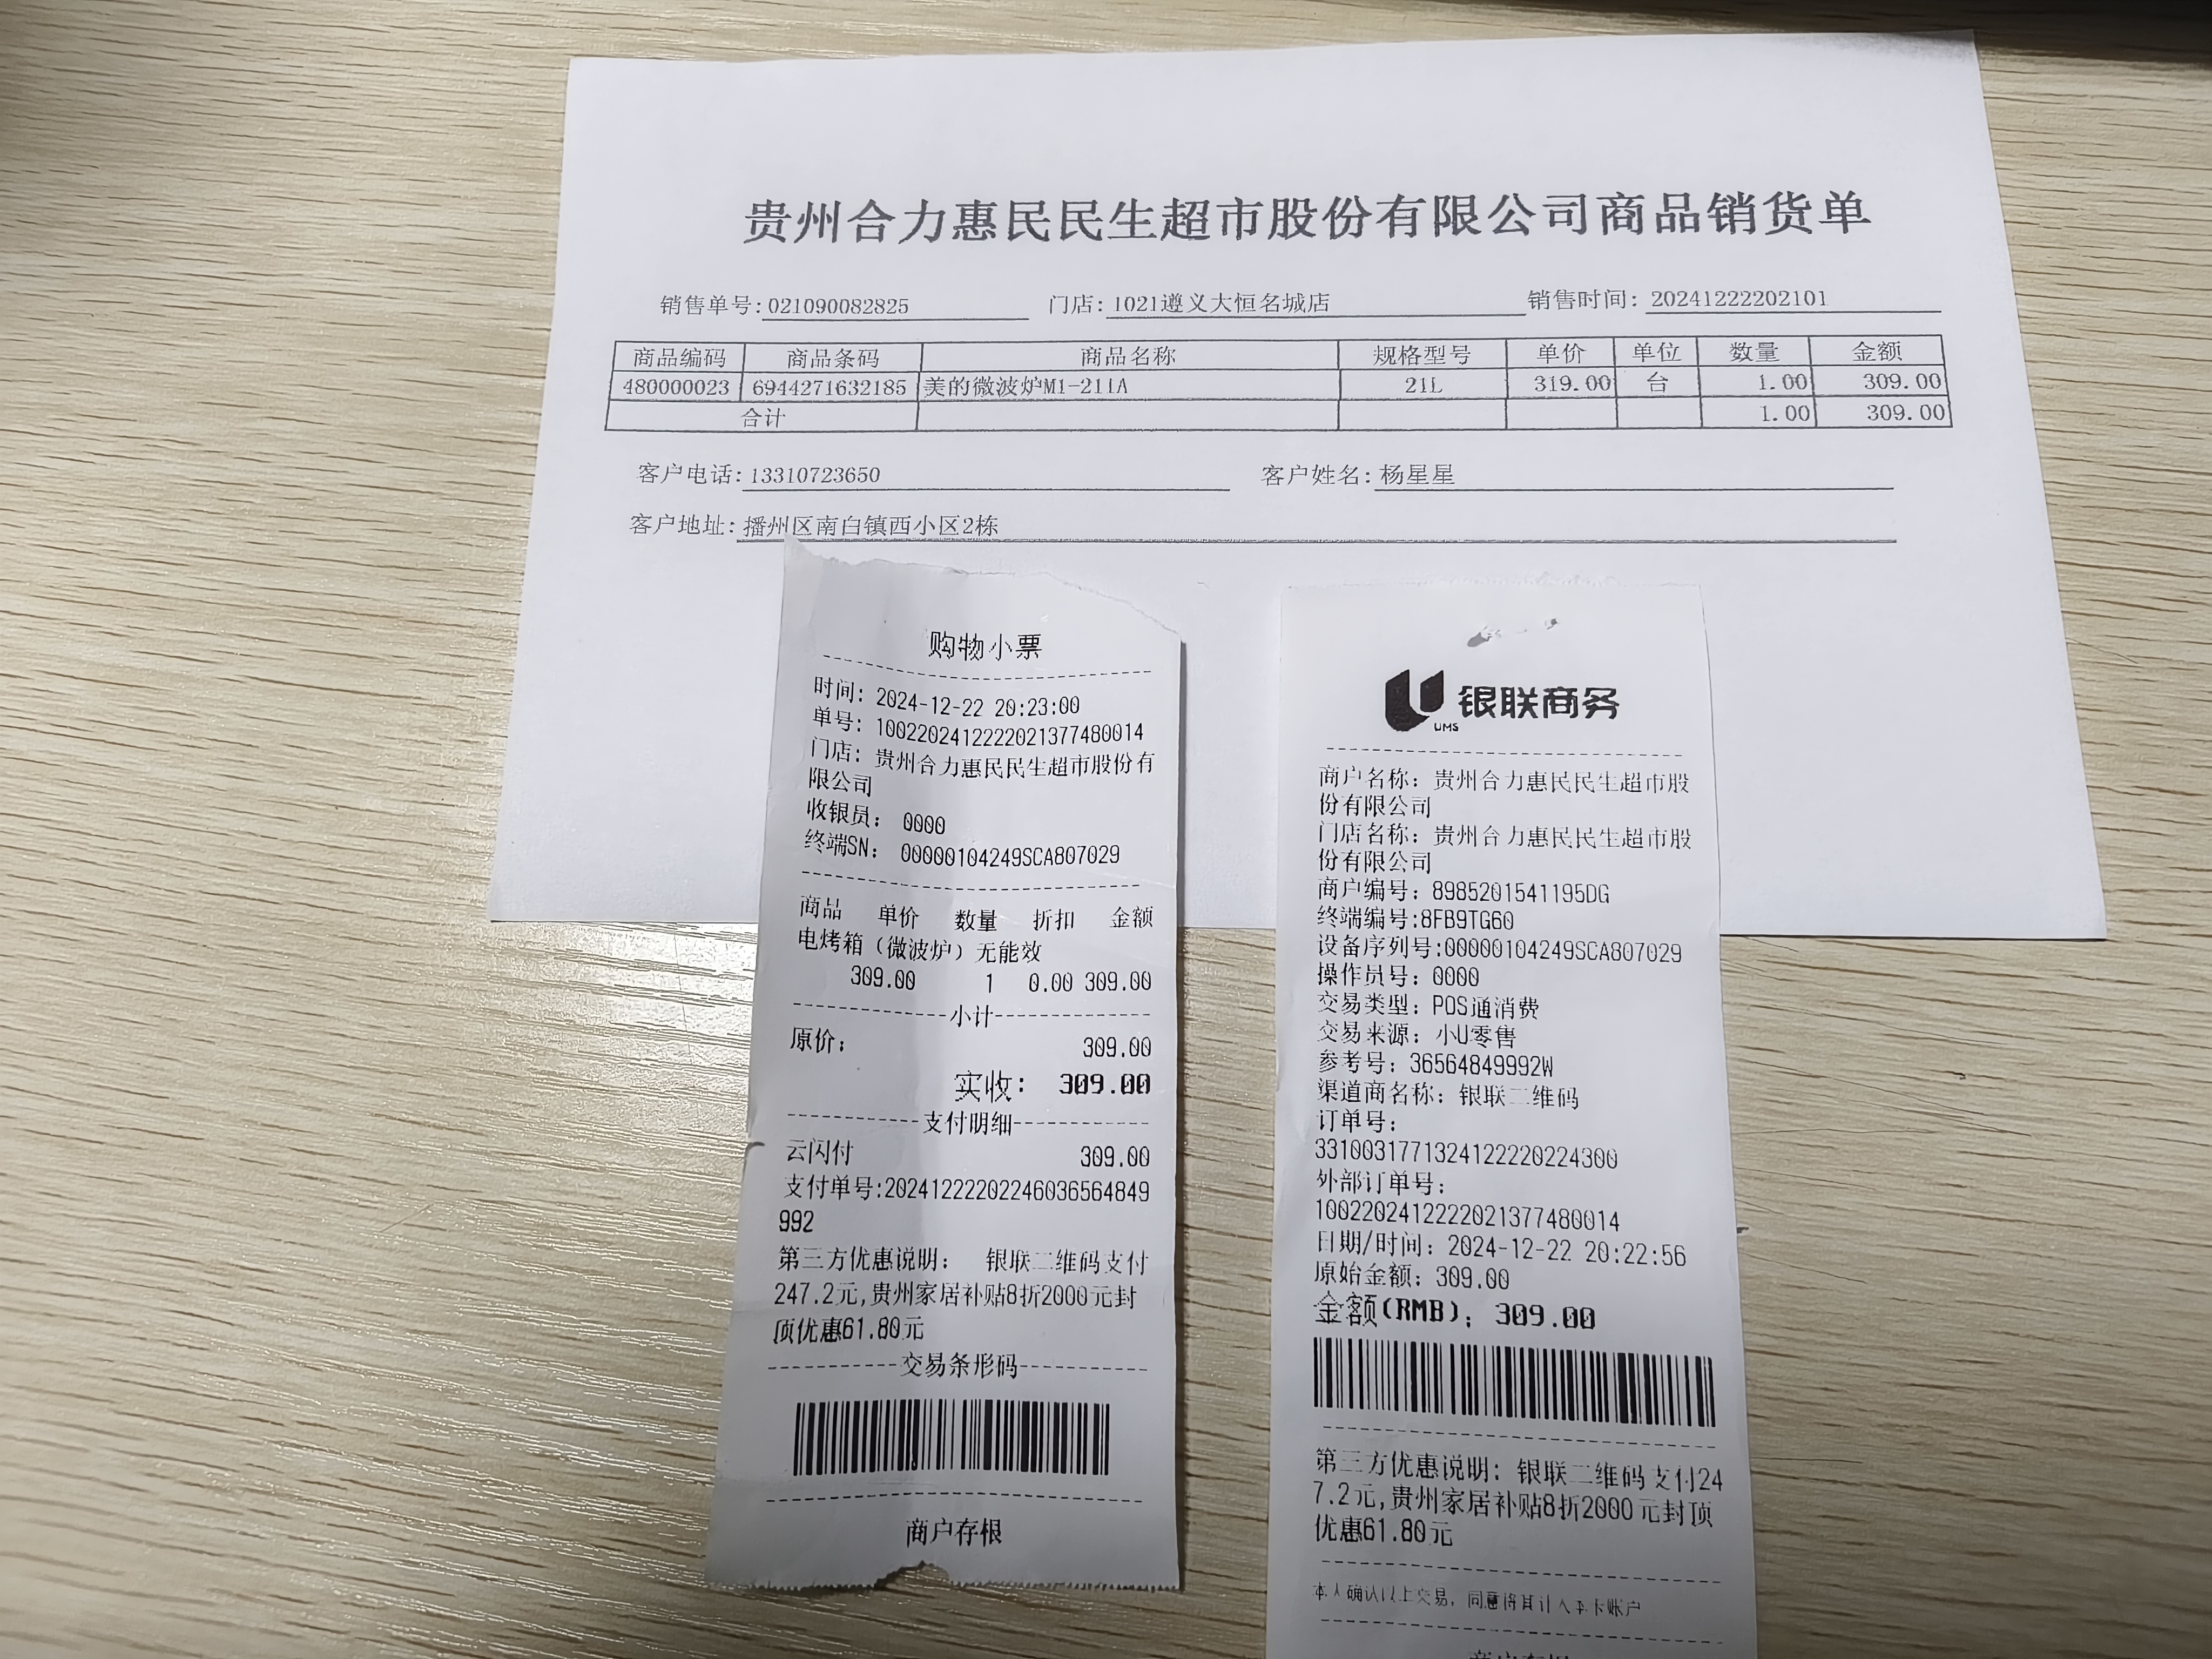 贵州合力惠民民生超市股份有限公司商品销货单
销售单号:021090082825 门店:1021遵义大恒名城店 销售时间:20241222202101
商品编码 商品条码 商品名称 规格型号 单价 单位 数量 金额
480000023 6944271632185 美的微波炉M1-211A 21L 319.00 台 1.00 309.00
合计 1.00 309.00
客户电话:13310723650 客户姓名:杨星星
客户地址:播州区南白镇西小区2栋
购物小票
时间: 2024-12-22 20:23:00
单号: 1002202412222021377480014
门店: 贵州合力惠民民生超市股份有
限公司
收银员: 0000
终端SN: 00000104249SCA807029
商品 单价 数量 折扣 金额
电烤箱（微波炉）无能效
309.00 1 0.00 309.00
小计
原价: 309.00
实收: 309.00
支付明细
云闪付 309.00
支付单号:20241222202246036564849
992
第三方优惠说明: 银联二维码支付
247.2元,贵州家居补贴8折2000元封
顶优惠61.80元
交易条形码
商户存根
银联商务
UMS
商户名称: 贵州合力惠民民生超市股
份有限公司
门店名称: 贵州合力惠民民生超市股
份有限公司
商户编号: 8985201541195DG
终端编号:8FB9TG60
设备序列号:00000104249SCA807029
操作员号: 0000
交易类型: POS通消费
交易来源: 小U零售
参考号: 36564849992W
渠道商名称: 银联二维码
订单号:
33100317713241222220224300
外部订单号:
1002202412222021377480014
日期/时间: 2024-12-22 20:22:56
原始金额: 309.00
金额(RMB): 309.00
第三方优惠说明: 银联二维码支付24
7.2元,贵州家居补贴8折2000元封顶
优惠61.80元
本人确认以上交易, 同意将其计入本卡账户